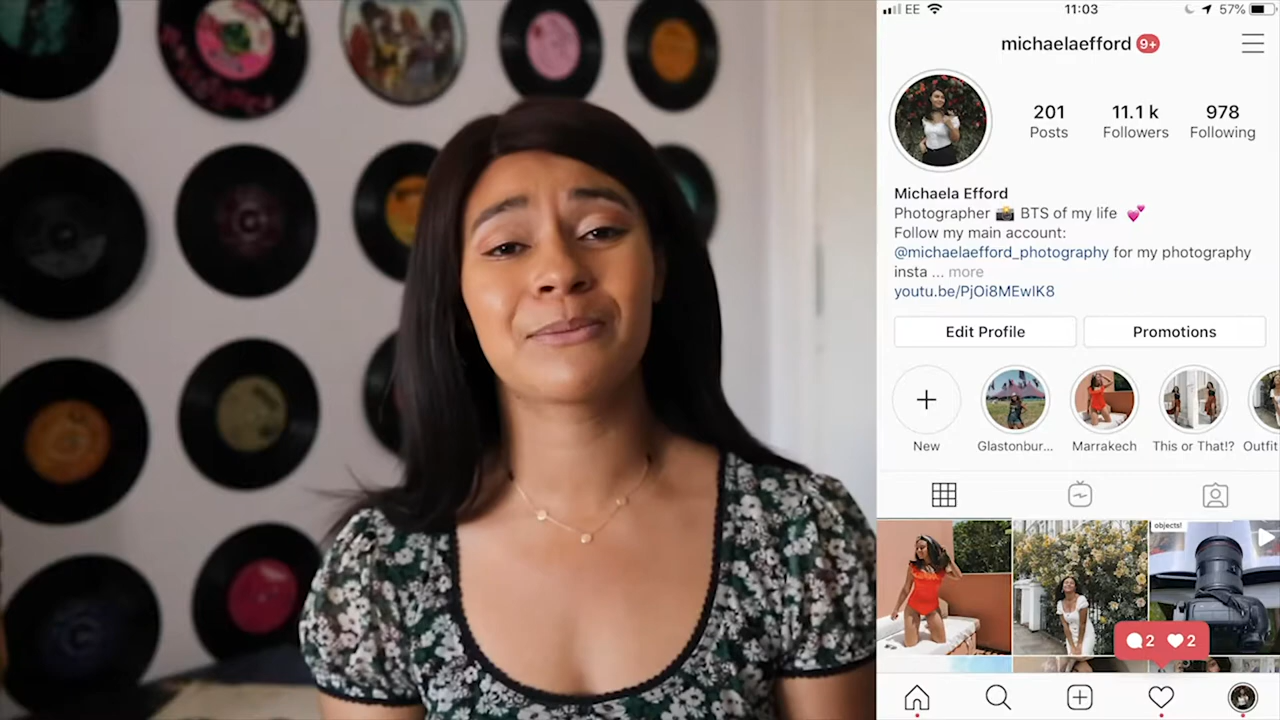 EE 11:03 57%
michaelaefford 9+
201 11.1 k 978
Posts Followers Following
Michaela Efford
Photographer 📸 BTS of my life 💕
Follow my main account:
@michaelaefford_photography for my photography
insta ... more
youtu.be/PjOi8MEwIK8
Edit Profile Promotions
New Glastonbur... Marrakech This or That!? Outfit
objects!
2 2